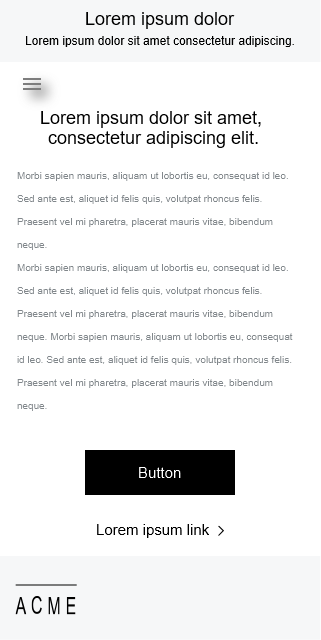 Lorem ipsum dolor
Lorem ipsum dolor sit amet consectetur adipiscing.
Lorem ipsum dolor sit amet,
consectetur adipiscing elit.
Morbi sapien mauris, aliquam ut lobortis eu, consequat id leo.
Sed ante est, aliquet id felis quis, volutpat rhoncus felis.
Praesent vel mi pharetra, placerat mauris vitae, bibendum
neque.
Morbi sapien mauris, aliquam ut lobortis eu, consequat id leo.
Sed ante est, aliquet id felis quis, volutpat rhoncus felis.
Praesent vel mi pharetra, placerat mauris vitae, bibendum
neque. Morbi sapien mauris, aliquam ut lobortis eu, consequat
id leo. Sed ante est, aliquet id felis quis, volutpat rhoncus felis.
Praesent vel mi pharetra, placerat mauris vitae, bibendum
neque.
Button
Lorem ipsum link
ACME